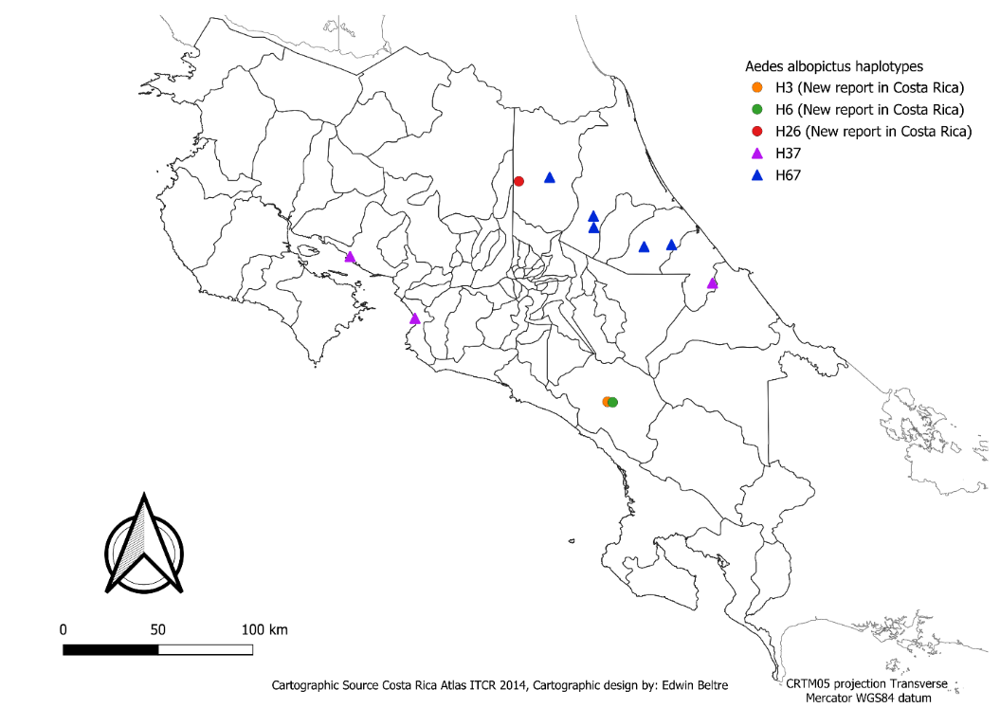 Aedes albopictus haplotypes
H3 (New report in Costa Rica)
H6 (New report in Costa Rica)
H26 (New report in Costa Rica)
H37
H67
0 50 100 km
Cartographic Source Costa Rica Atlas ITCR 2014, Cartographic design by: Edwin Beltre
CRTM05 projection Transverse
Mercator WGS84 datum